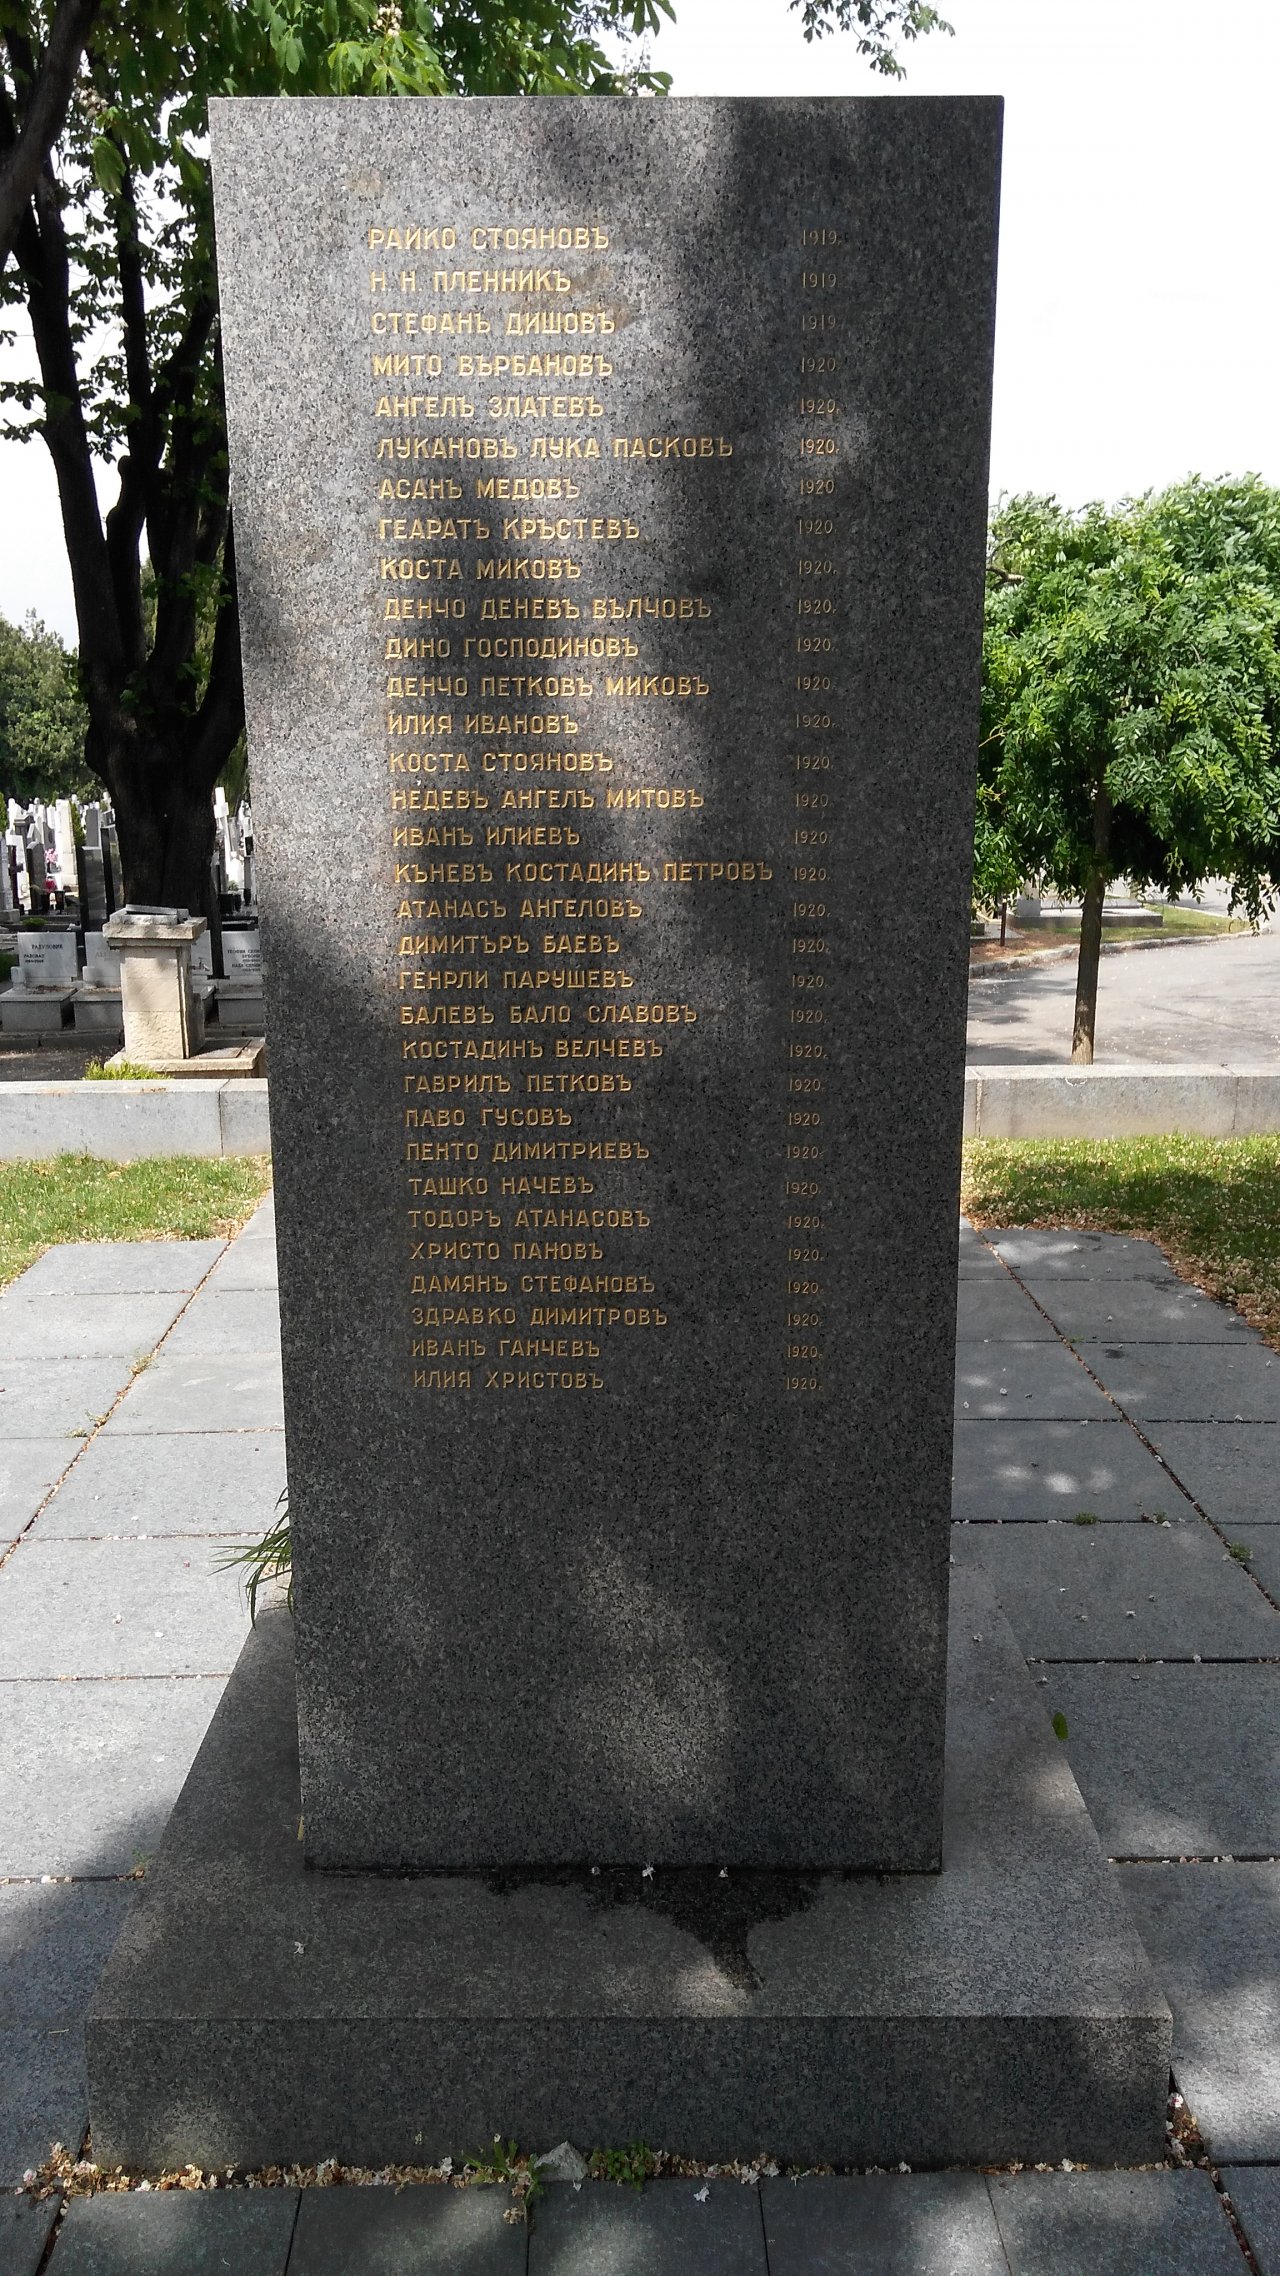 РАЙКО СТОЯНОВЪ 1919.
Н. Н. ПЛЕННИКЪ 1919.
СТЕФАНЪ ДИШОВЪ 1919.
МИТО ВЪРБАНОВЪ 1920.
АНГЕЛЪ ЗЛАТЕВЪ 1920.
ЛУКАНОВЪ ЛУКА ПАСКОВЪ 1920.
АСАНЪ МЕДОВЪ 1920
ГЕАРАТЪ КРЪСТЕВЪ 1920.
КОСТА МИКОВЪ 1920.
ДЕНЧО ДЕНЕВЪ ВЪЛЧОВЪ 1920.
ДИНО ГОСПОДИНОВЪ 1920.
ДЕНЧО ПЕТКОВЪ МИКОВЪ 1920.
ИЛИЯ ИВАНОВЪ 1920.
КОСТА СТОЯНОВЪ 1920.
НЕДЕВЪ АНГЕЛЪ МИТОВЪ 1920.
ИВАНЪ ИЛИЕВЪ 1920.
КЪНЕВЪ КОСТАДИНЪ ПЕТРОВЪ 1920.
АТАНАСЪ АНГЕЛОВЪ 1920.
ДИМИТЪРЪ БАЕВЪ 1920.
ГЕНРЛИ ПАРУШЕВЪ 1920.
БАЛЕВЪ БАЛО СЛАВОВЪ 1920.
КОСТАДИНЪ ВЕЛЧЕВЪ 1920.
ГАВРИЛЪ ПЕТКОВЪ 1920.
ПАВО ГУСОВЪ 1920.
ПЕНТО ДИМИТРИЕВЪ 1920.
ТАШКО НАЧЕВЪ 1920.
ТОДОРЪ АТАНАСОВЪ 1920.
ХРИСТО ПАНОВЪ 1920.
ДАМЯНЪ СТЕФАНОВЪ 1920.
ЗДРАВКО ДИМИТРОВЪ 1920.
ИВАНЪ ГАНЧЕВЪ 1920.
ИЛИЯ ХРИСТОВЪ 1920.